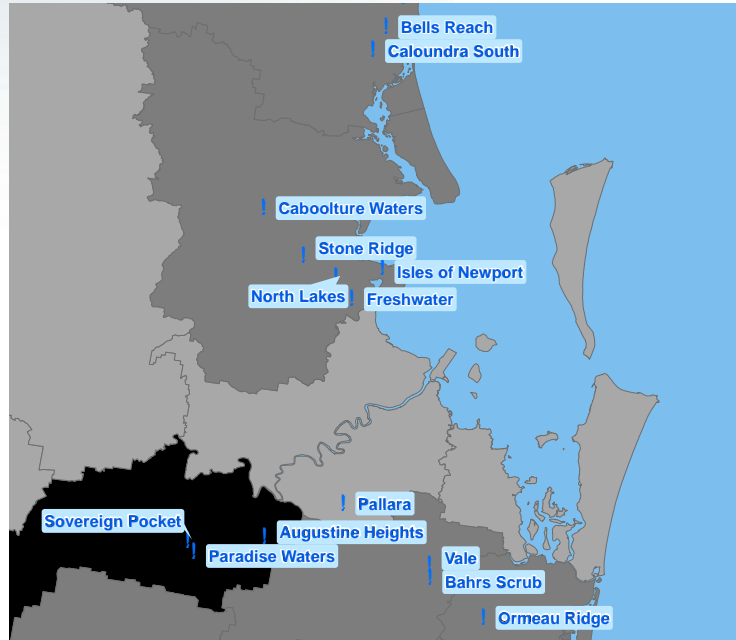 Bells Reach
Caloundra South
Caboolture Waters
Stone Ridge
Isles of Newport
North Lakes
Freshwater
Pallara
Sovereign Pocket
Augustine Heights
Paradise Waters
Vale
Bahrs Scrub
Ormeau Ridge